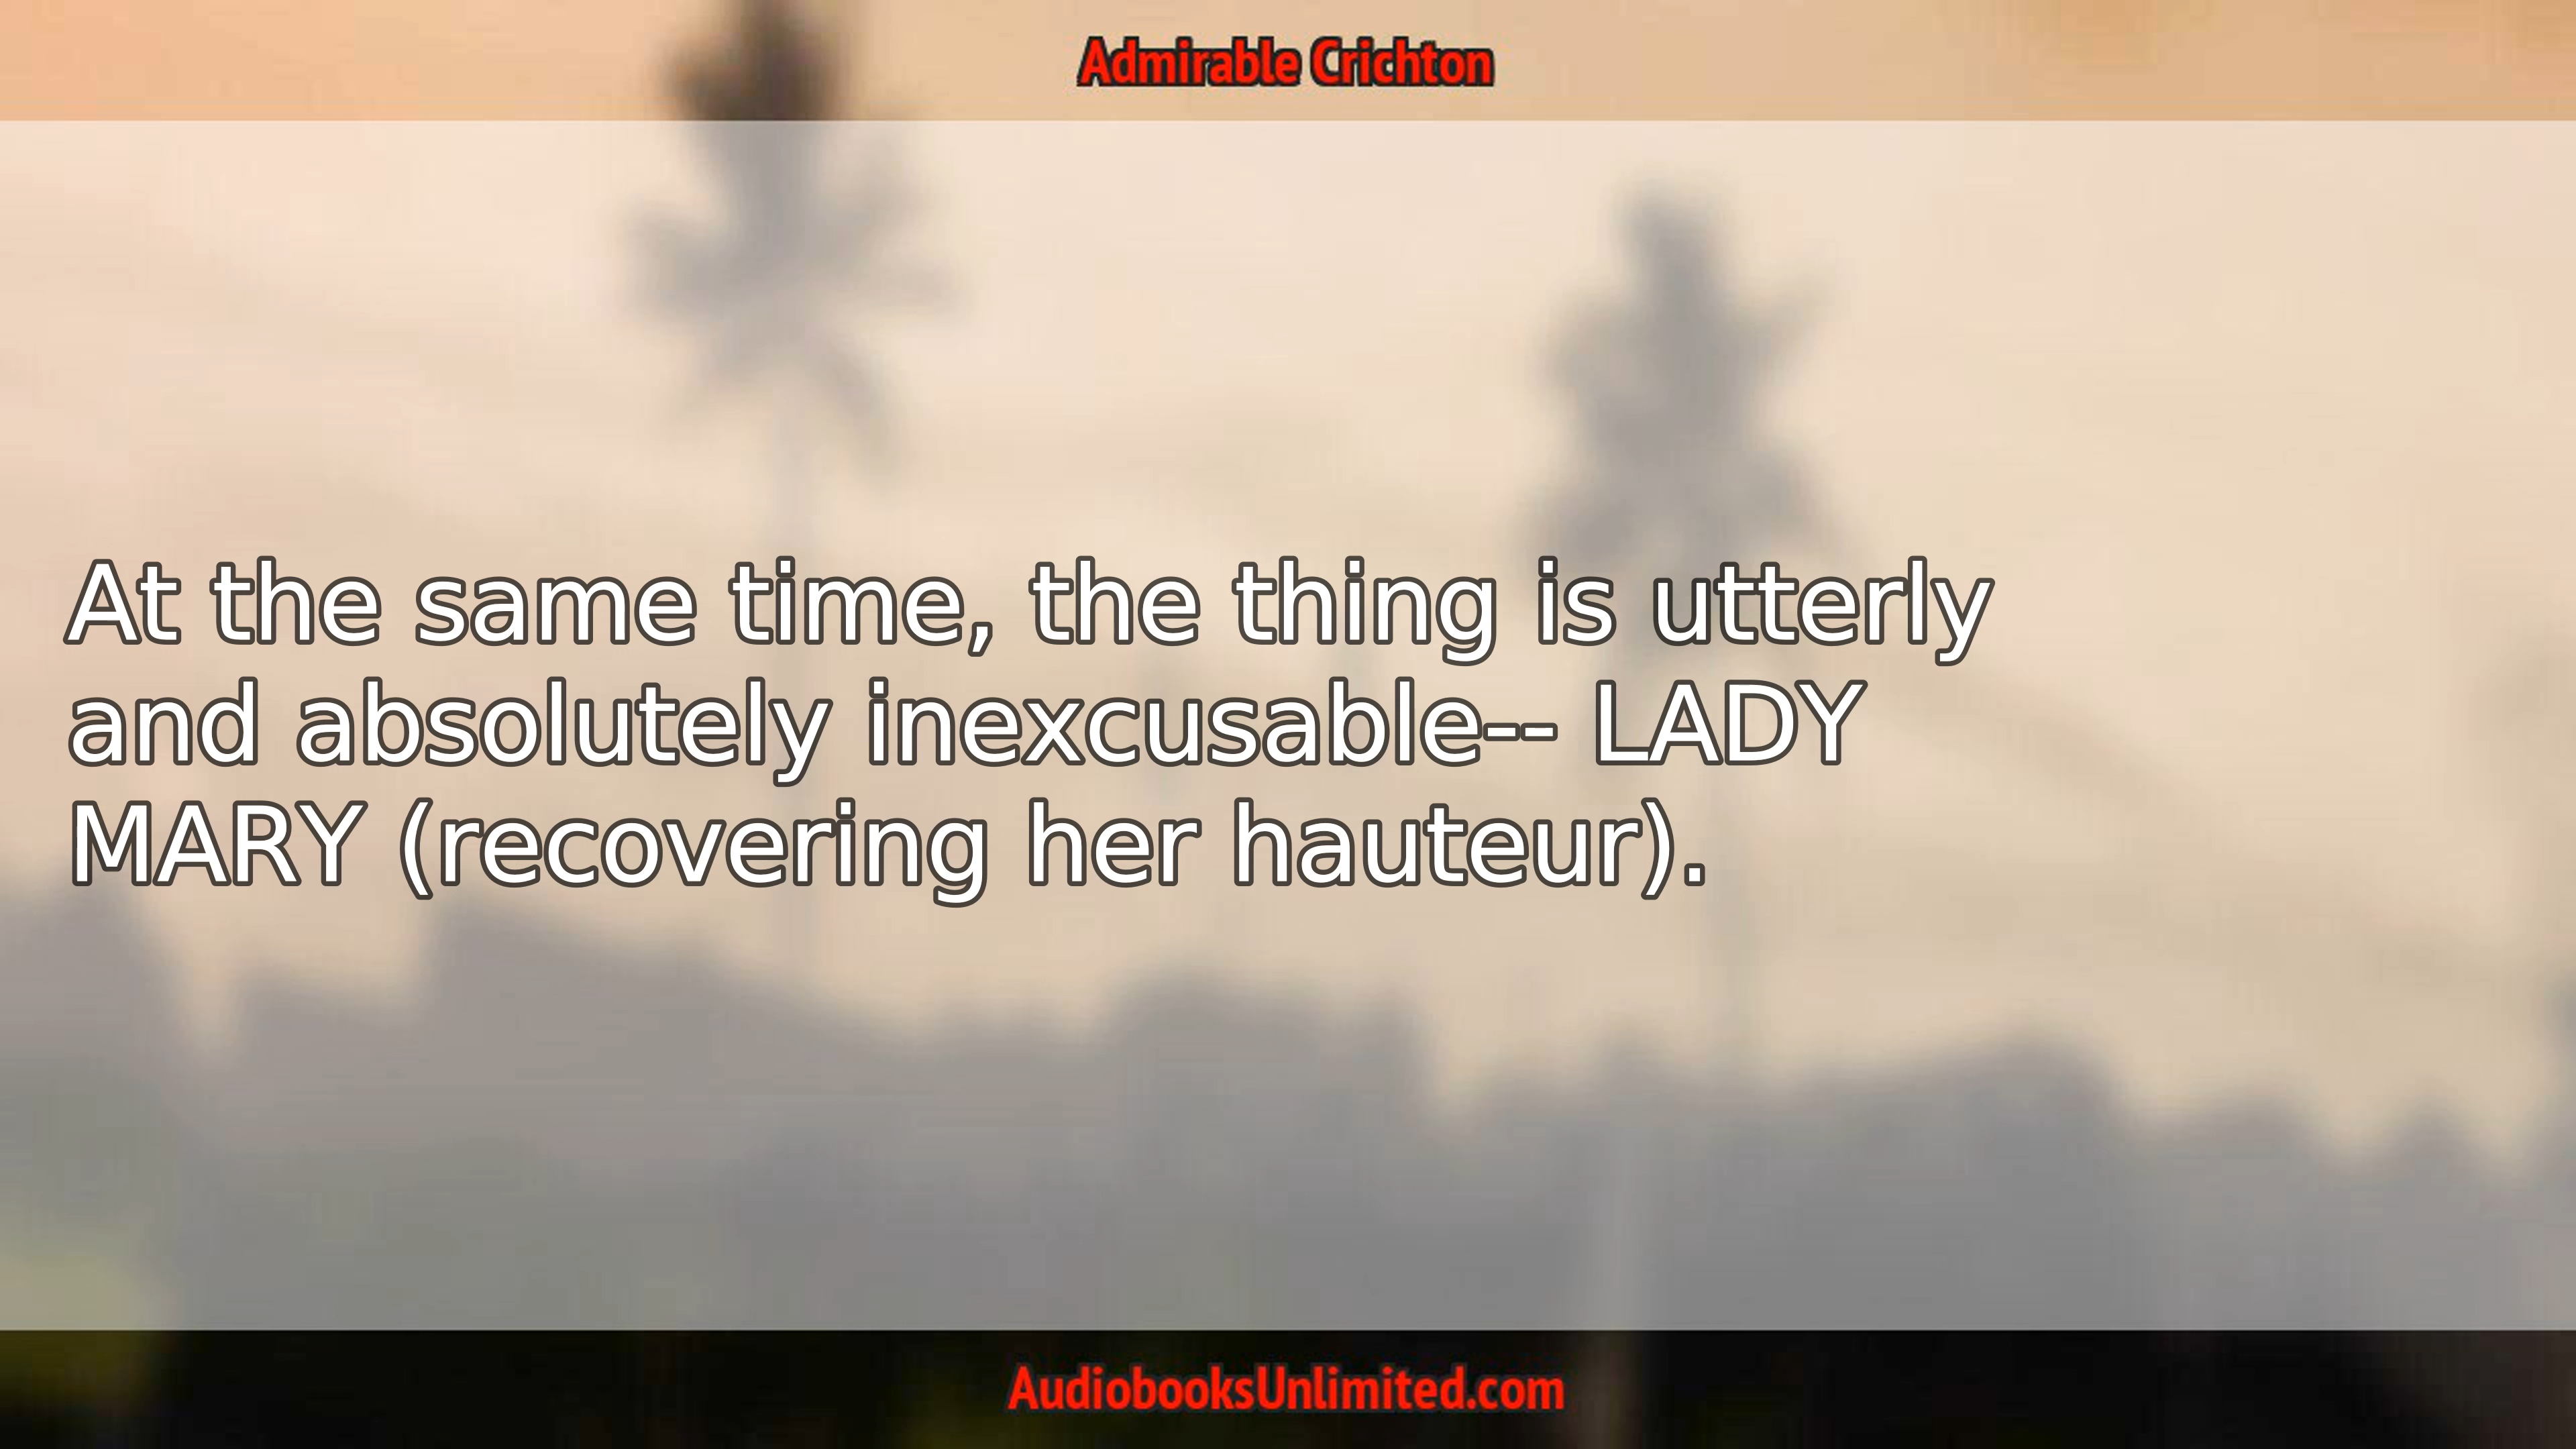 Admirable Crichton
At the same time, the thing is utterly
and absolutely inexcusable-- LADY
MARY (recovering her hauteur).
AudiobooksUnlimited.com